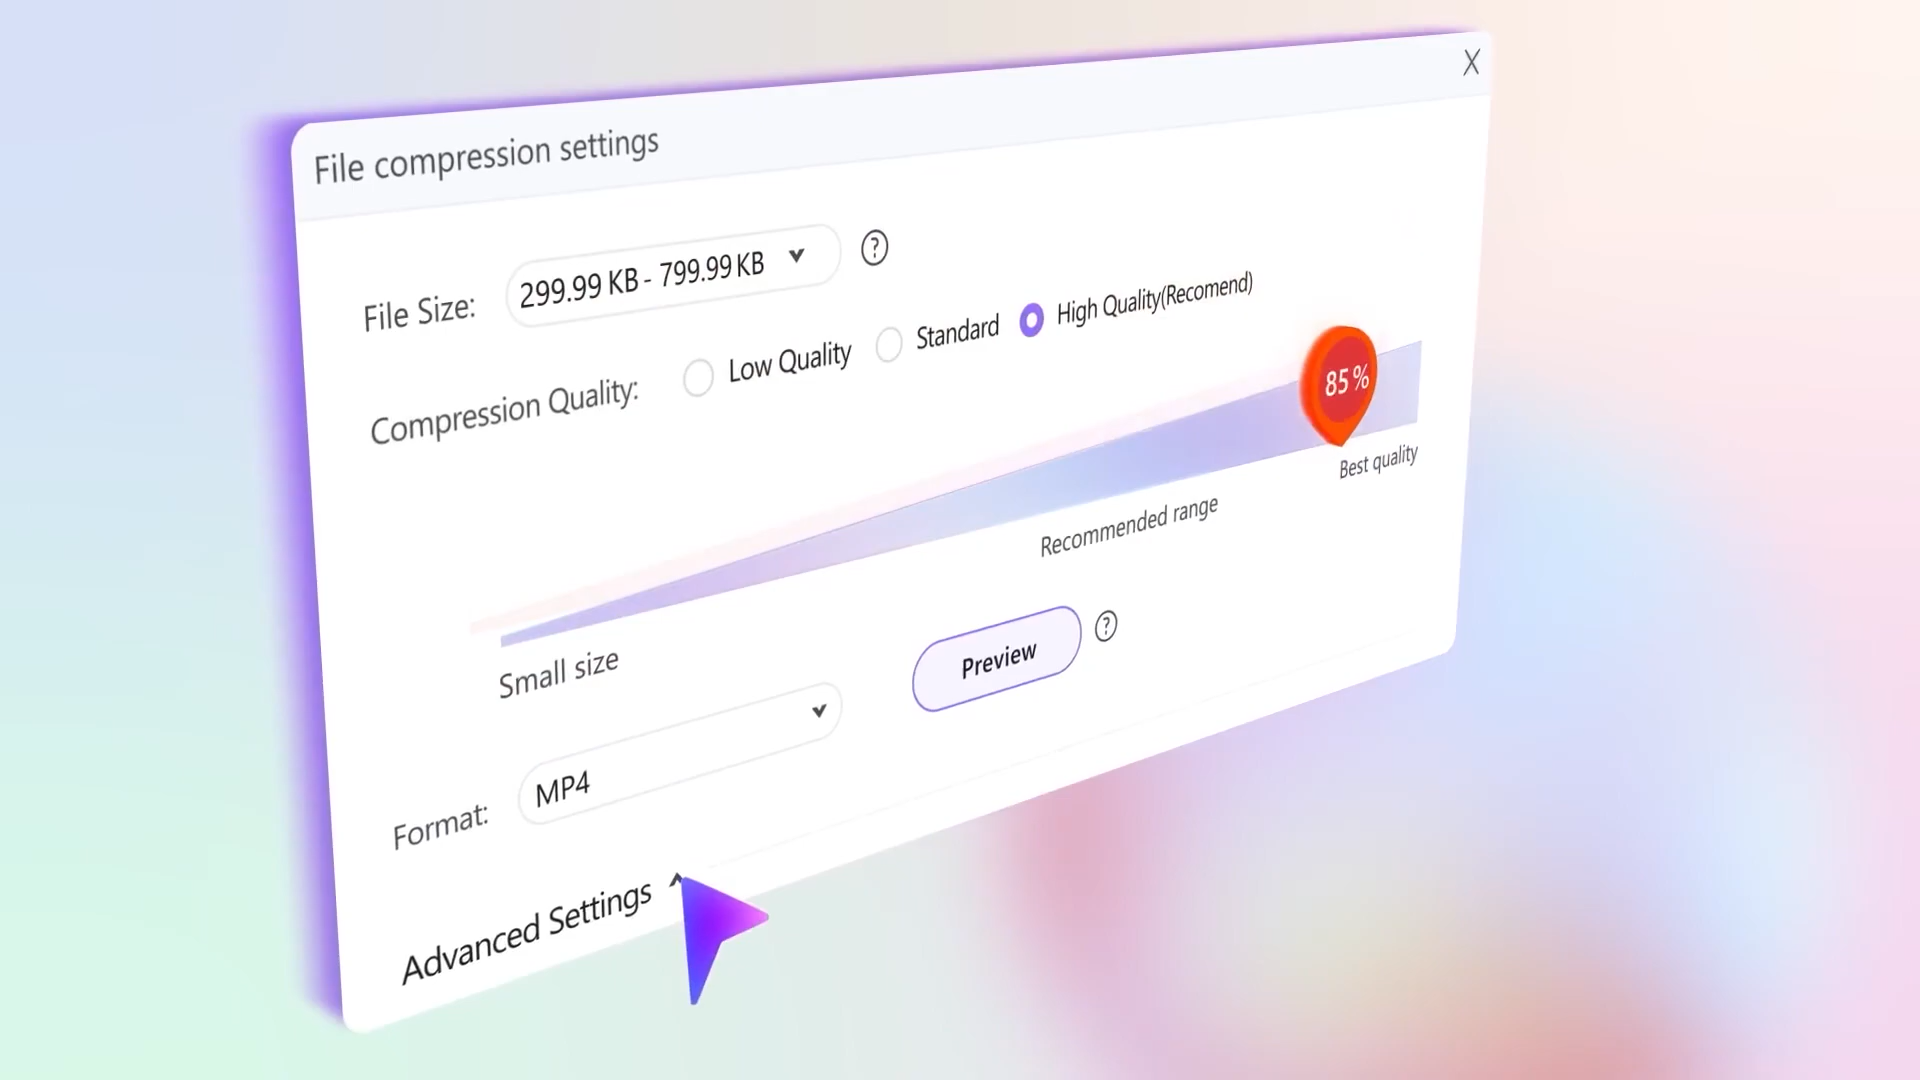 File compression settings
X
File Size: 299.99 KB - 799.99 KB ?
Compression Quality: Low Quality Standard High Quality(Recomend)
85%
Best quality
Recommended range
Small size
Preview ?
Format: MP4
Advanced Settings